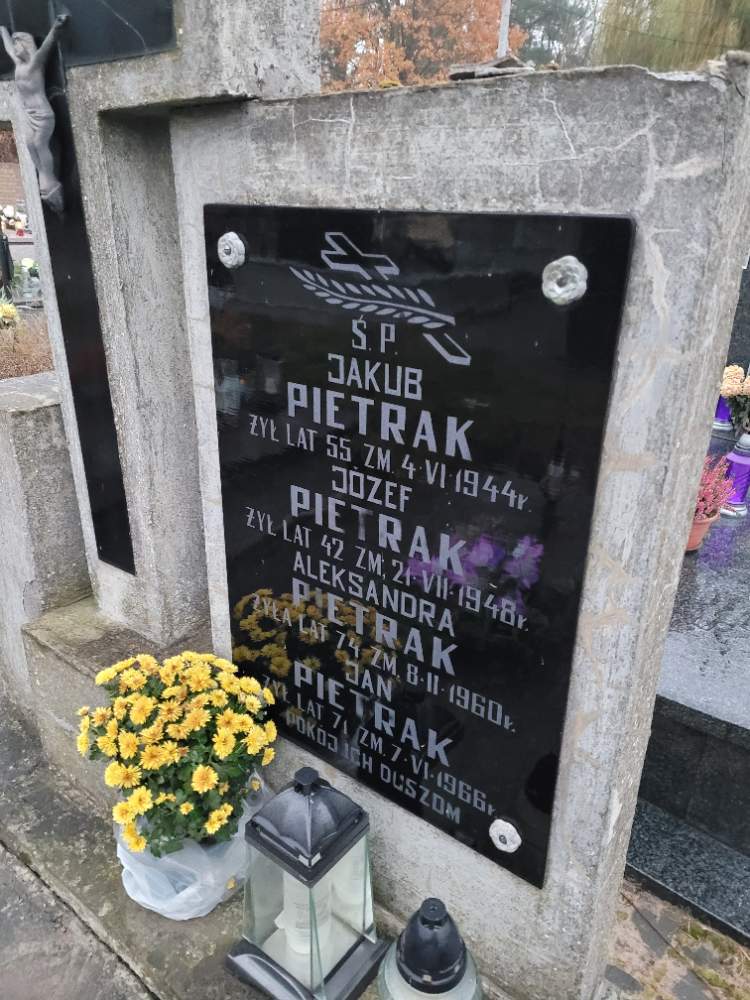 Ś.P.
JAKUB
PIETRAK
ŻYŁ LAT 55 ZM. 4·VI·1944r.
JÓZEF
PIETRAK
ŻYŁ LAT 42 ZM. 21·VII·1948r.
ALEKSANDRA
PIETRAK
ŻYŁA LAT 74 ZM. 8·II·1960r.
JAN
PIETRAK
ŻYŁ LAT 71 ZM. 7·VI·1966r.
POKÓJ ICH DUSZOM